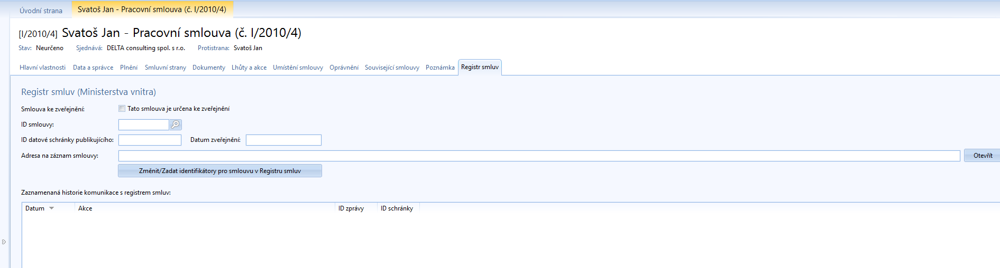 Úvodní strana Svatoš Jan - Pracovní smlouva (č. I/2010/4)
[I/2010/4] Svatoš Jan - Pracovní smlouva (č. I/2010/4)
Stav: Neurčeno Sjednává: DELTA consulting spol. s r.o. Protistrana: Svatoš Jan
Hlavní vlastnosti Data a správce Plnění Smluvní strany Dokumenty Lhůty a akce Umístění smlouvy Oprávnění Související smlouvy Poznámka Registr smluv
Registr smluv (Ministerstva vnitra)
Smlouva ke zveřejnění: Tato smlouva je určena ke zveřejnění
ID smlouvy:
ID datové schránky publikujícího: Datum zveřejnění:
Adresa na záznam smlouvy: Otevřít
Změnit/Zadat identifikátory pro smlouvu v Registru smluv
Zaznamenaná historie komunikace s registrem smluv:
Datum Akce ID zprávy ID schránky